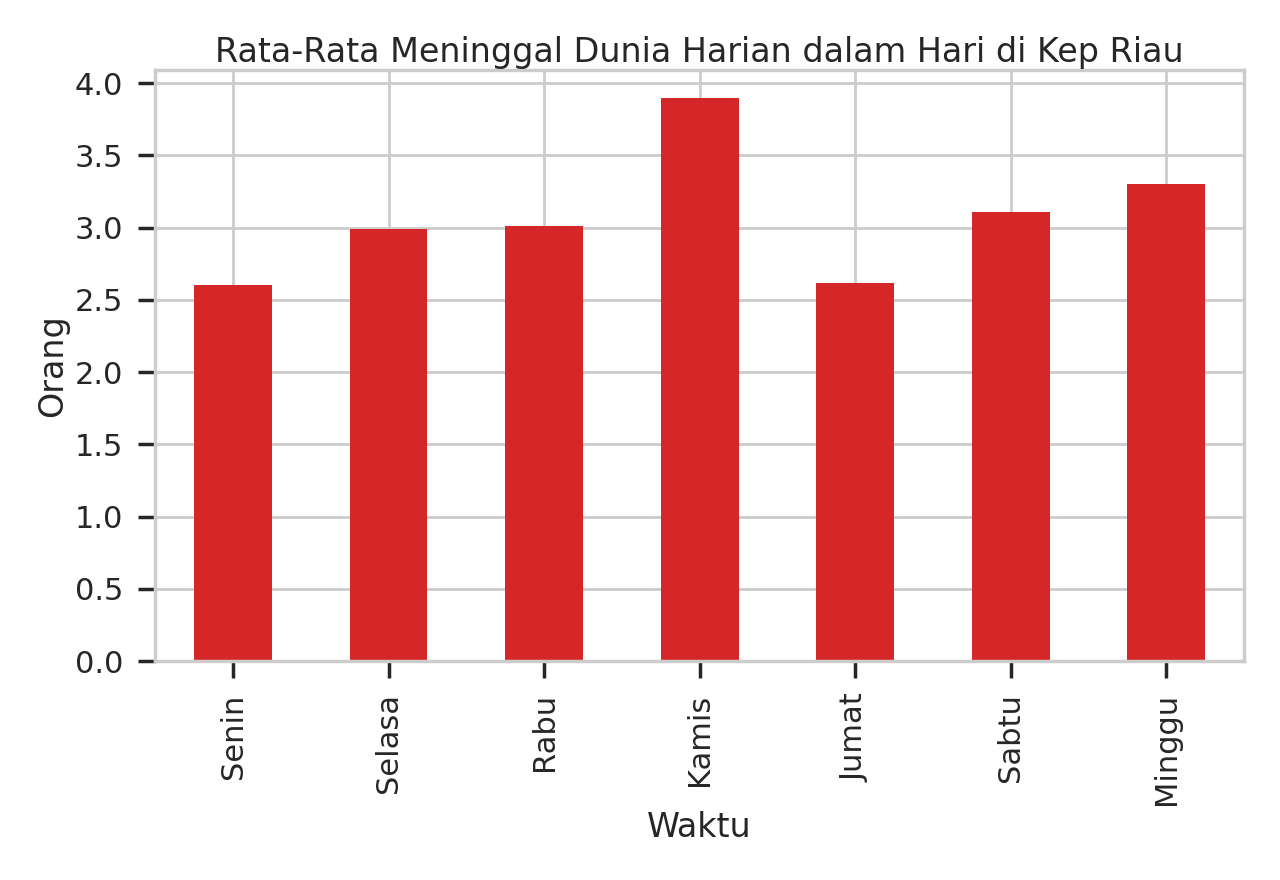 Rata-Rata Meninggal Dunia Harian dalam Hari di Kep Riau
4.0
3.5
3.0
2.5
2.0
1.5
1.0
0.5
0.0
Orang
Senin
Selasa
Rabu
Kamis
Jumat
Sabtu
Minggu
Waktu